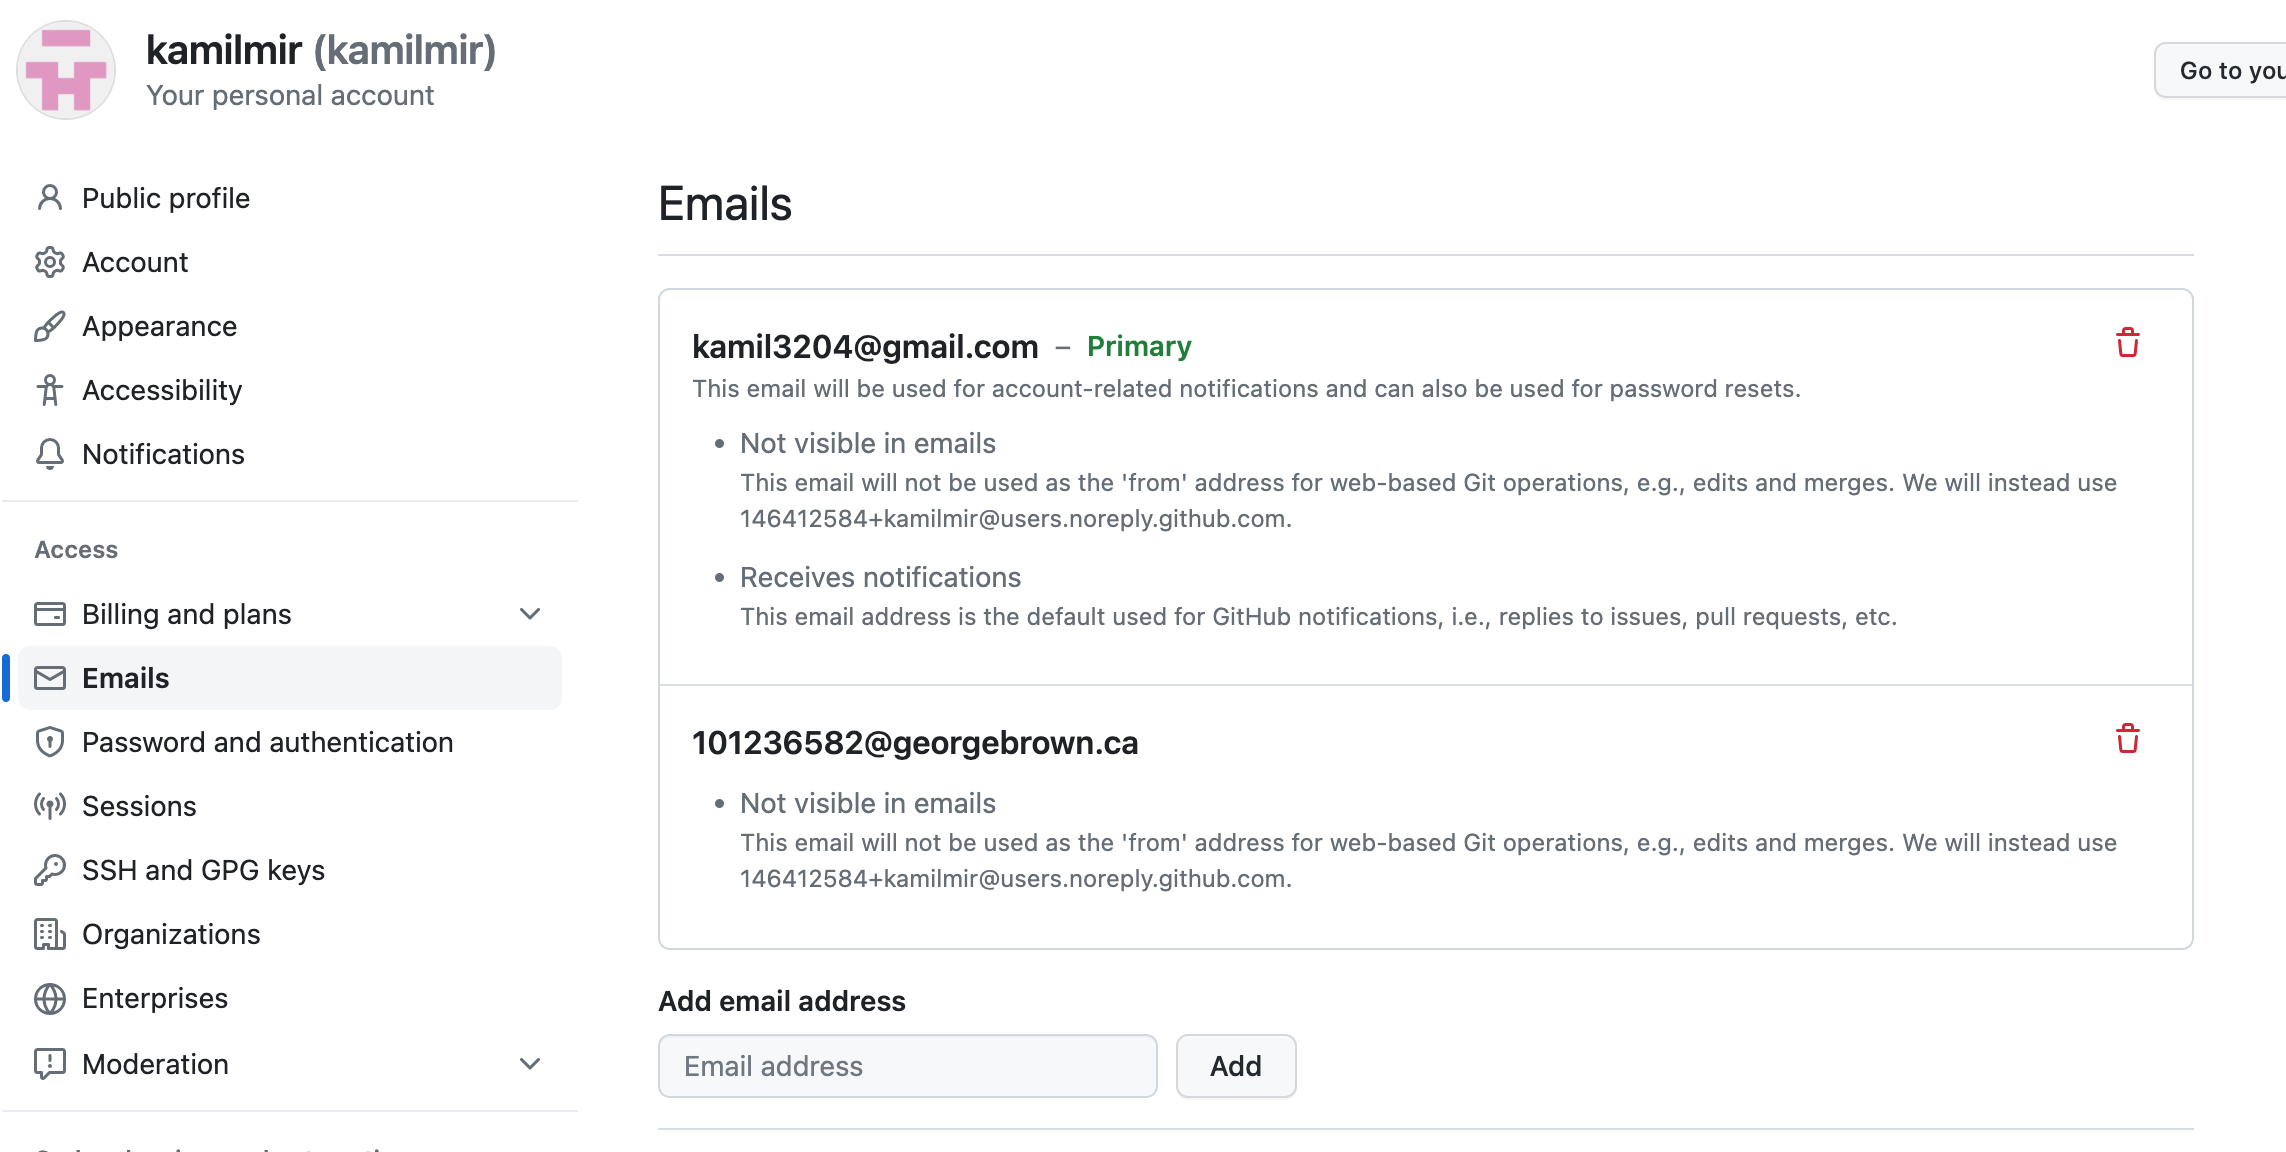 kamilmir (kamilmir)
Your personal account
Go to you
Public profile
Account
Appearance
Accessibility
Notifications
Access
Billing and plans
Emails
Password and authentication
Sessions
SSH and GPG keys
Organizations
Enterprises
Moderation
Emails
kamil3204@gmail.com – Primary
This email will be used for account-related notifications and can also be used for password resets.
• Not visible in emails
This email will not be used as the 'from' address for web-based Git operations, e.g., edits and merges. We will instead use
146412584+kamilmir@users.noreply.github.com.
• Receives notifications
This email address is the default used for GitHub notifications, i.e., replies to issues, pull requests, etc.
101236582@georgebrown.ca
• Not visible in emails
This email will not be used as the 'from' address for web-based Git operations, e.g., edits and merges. We will instead use
146412584+kamilmir@users.noreply.github.com.
Add email address
Email address
Add